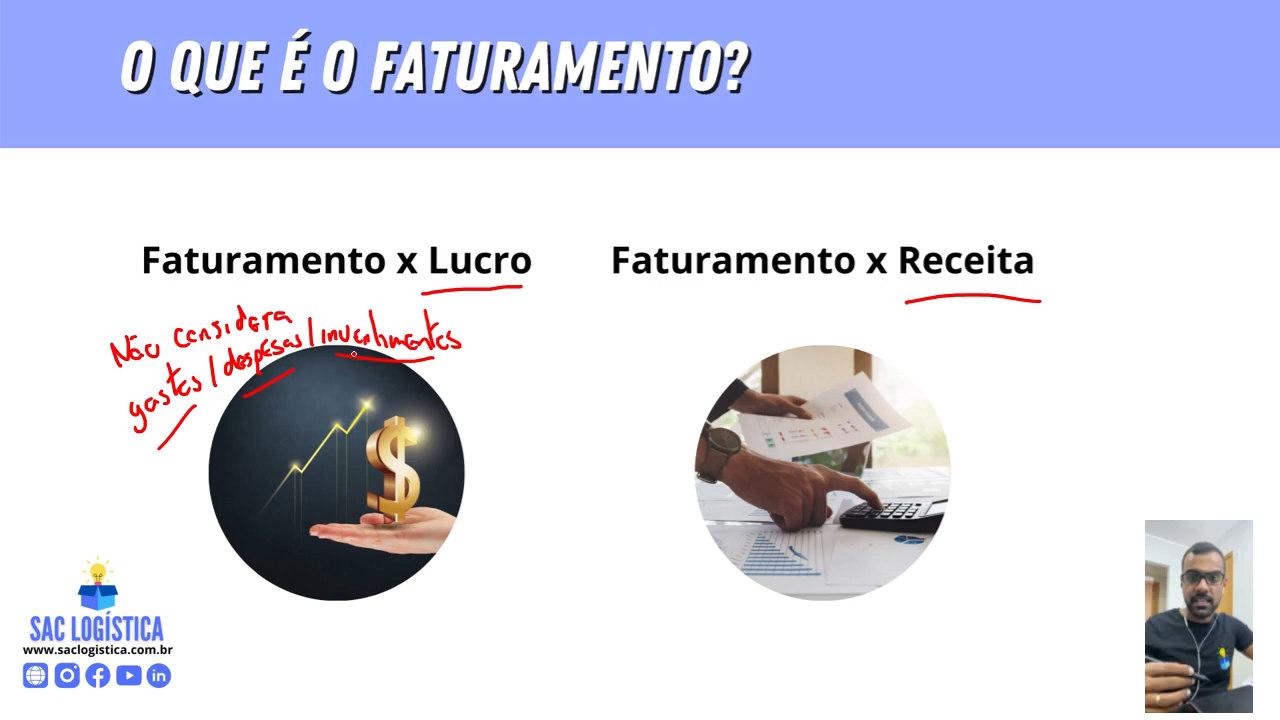 O QUE É O FATURAMENTO?
Faturamento x Lucro
Faturamento x Receita
Não considera
gastos / despesas / investimentos
SAC LOGÍSTICA
www.saclogistica.com.br